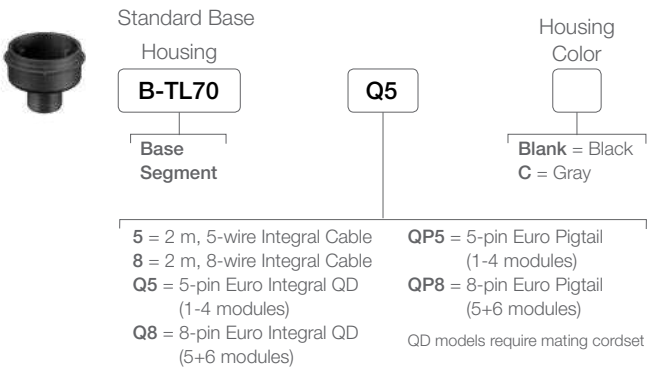 Standard Base
Housing
Housing
Color
B-TL70
Q5
Base
Segment
Blank = Black
C = Gray
5 = 2 m, 5-wire Integral Cable
8 = 2 m, 8-wire Integral Cable
Q5 = 5-pin Euro Integral QD
(1-4 modules)
Q8 = 8-pin Euro Integral QD
(5+6 modules)
QP5 = 5-pin Euro Pigtail
(1-4 modules)
QP8 = 8-pin Euro Pigtail
(5+6 modules)
QD models require mating cordset